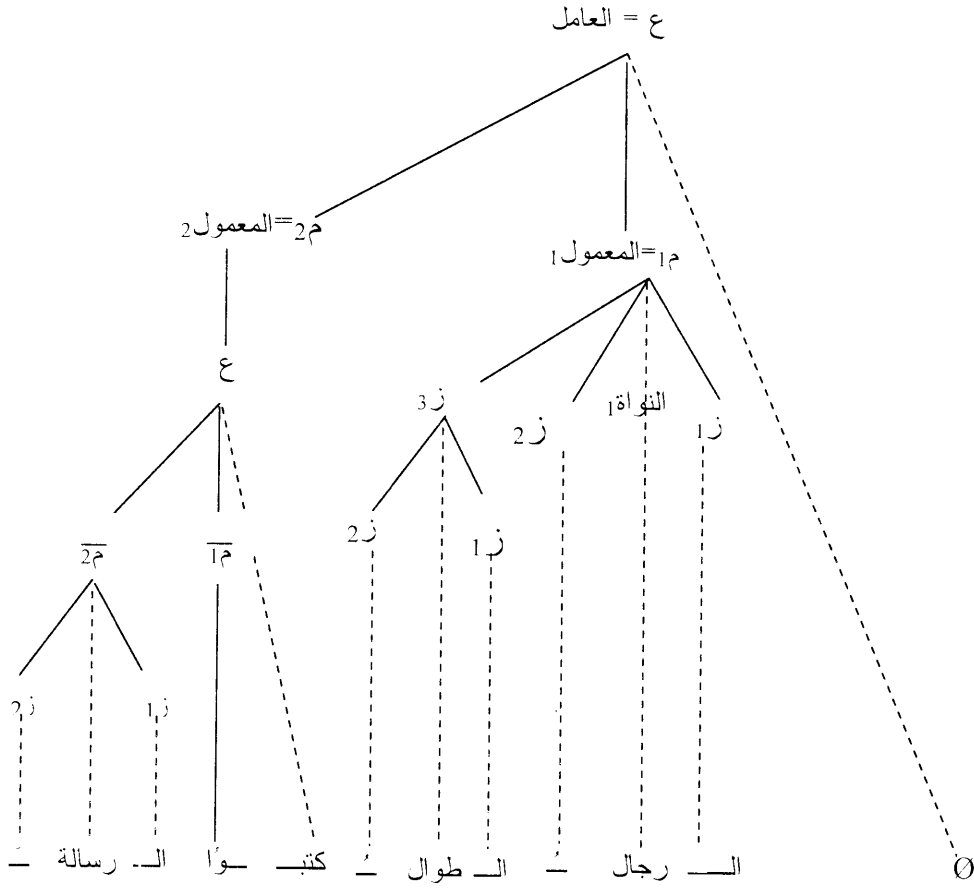 ع = العامل
م1=المعمول1 م2=المعمول2
ع
ز1 النواة1 ز2 ز3
ز1 ز2 م1 م2
ز1 ز2
Ø الـ رجال ـُ الـ طوال ـُ كتبـ ـوُا الـ رسالة ـَ